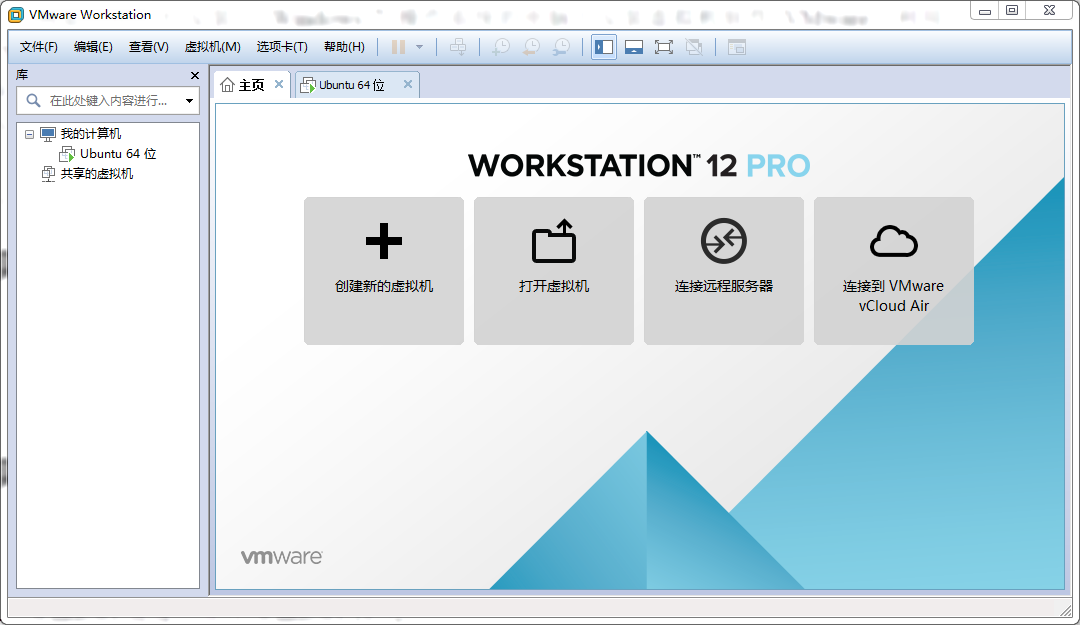 VMware Workstation
文件(F) 编辑(E) 查看(V) 虚拟机(M) 选项卡(T) 帮助(H)
库
在此处键入内容进行...
我的计算机
Ubuntu 64 位
共享的虚拟机
主页 Ubuntu 64 位
WORKSTATION™ 12 PRO
创建新的虚拟机
打开虚拟机
连接远程服务器
连接到 VMware
vCloud Air
vmware